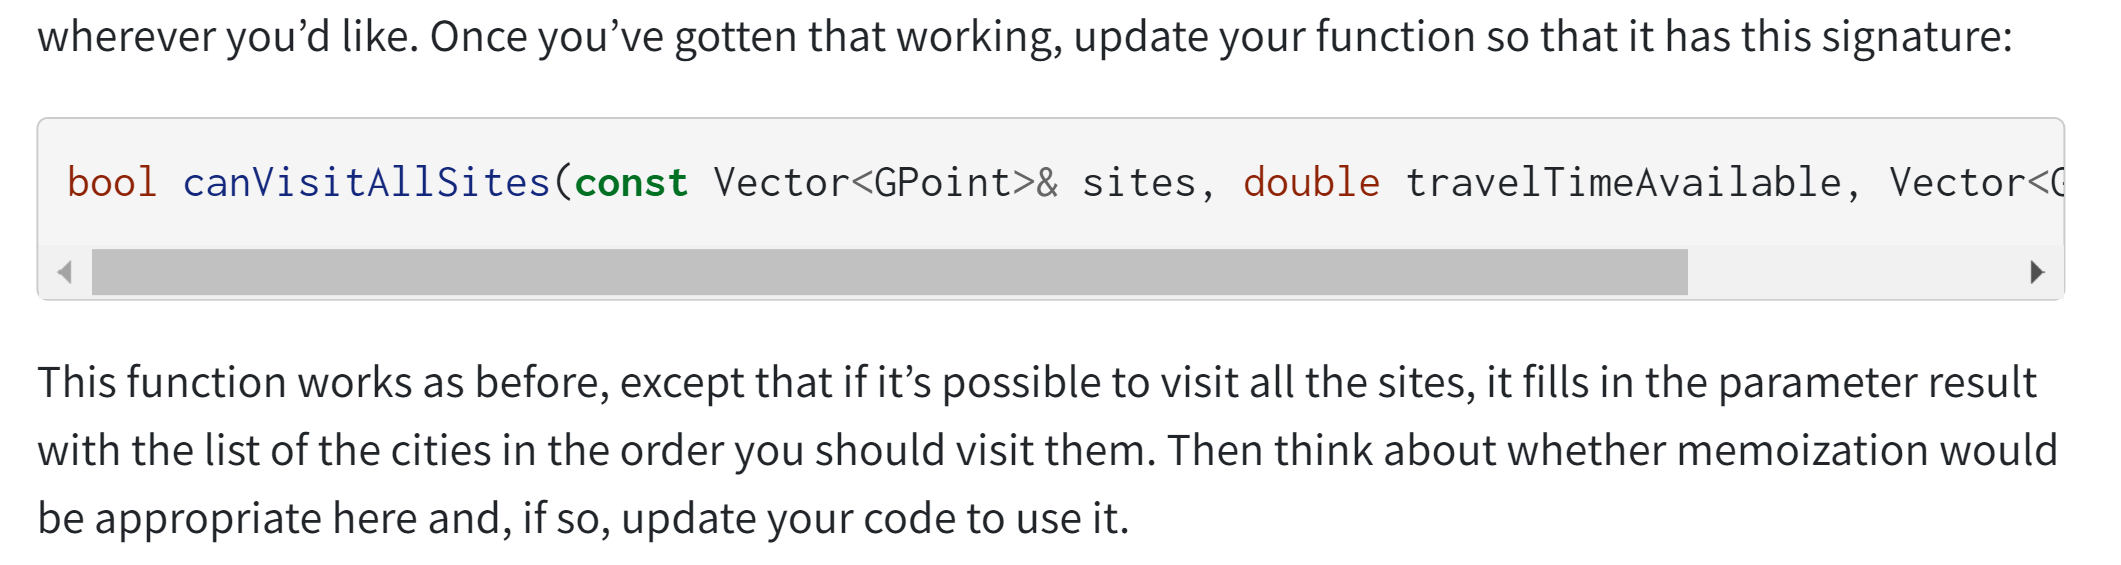 wherever you’d like. Once you’ve gotten that working, update your function so that it has this signature:
bool canVisitAllSites(const Vector<GPoint>& sites, double travelTimeAvailable, Vector<G
This function works as before, except that if it’s possible to visit all the sites, it fills in the parameter result
with the list of the cities in the order you should visit them. Then think about whether memoization would
be appropriate here and, if so, update your code to use it.